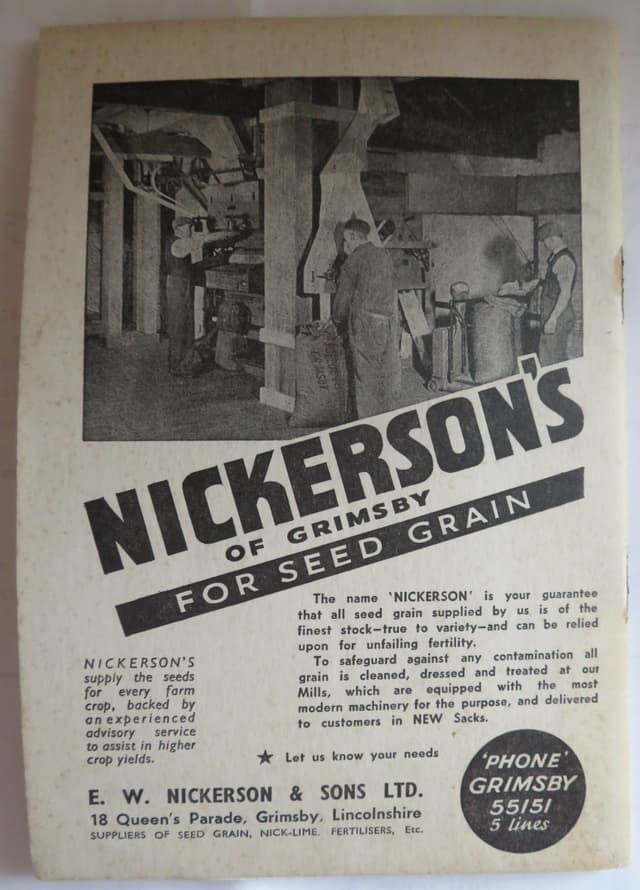 NICKERSON'S
OF GRIMSBY
FOR SEED GRAIN
The name 'NICKERSON' is your guarantee
that all seed grain supplied by us is of the
finest stock—true to variety—and can be relied
upon for unfailing fertility.
To safeguard against any contamination all
grain is cleaned, dressed and treated at our
Mills, which are equipped with the most
modern machinery for the purpose, and delivered
to customers in NEW Sacks.
NICKERSON'S
supply the seeds
for every farm
crop, backed by
an experienced
advisory service
to assist in higher
crop yields.
★ Let us know your needs
E. W. NICKERSON & SONS LTD.
18 Queen's Parade, Grimsby, Lincolnshire
SUPPLIERS OF SEED GRAIN, NICK-LIME. FERTILISERS, Etc.
'PHONE'
GRIMSBY
55151
5 lines